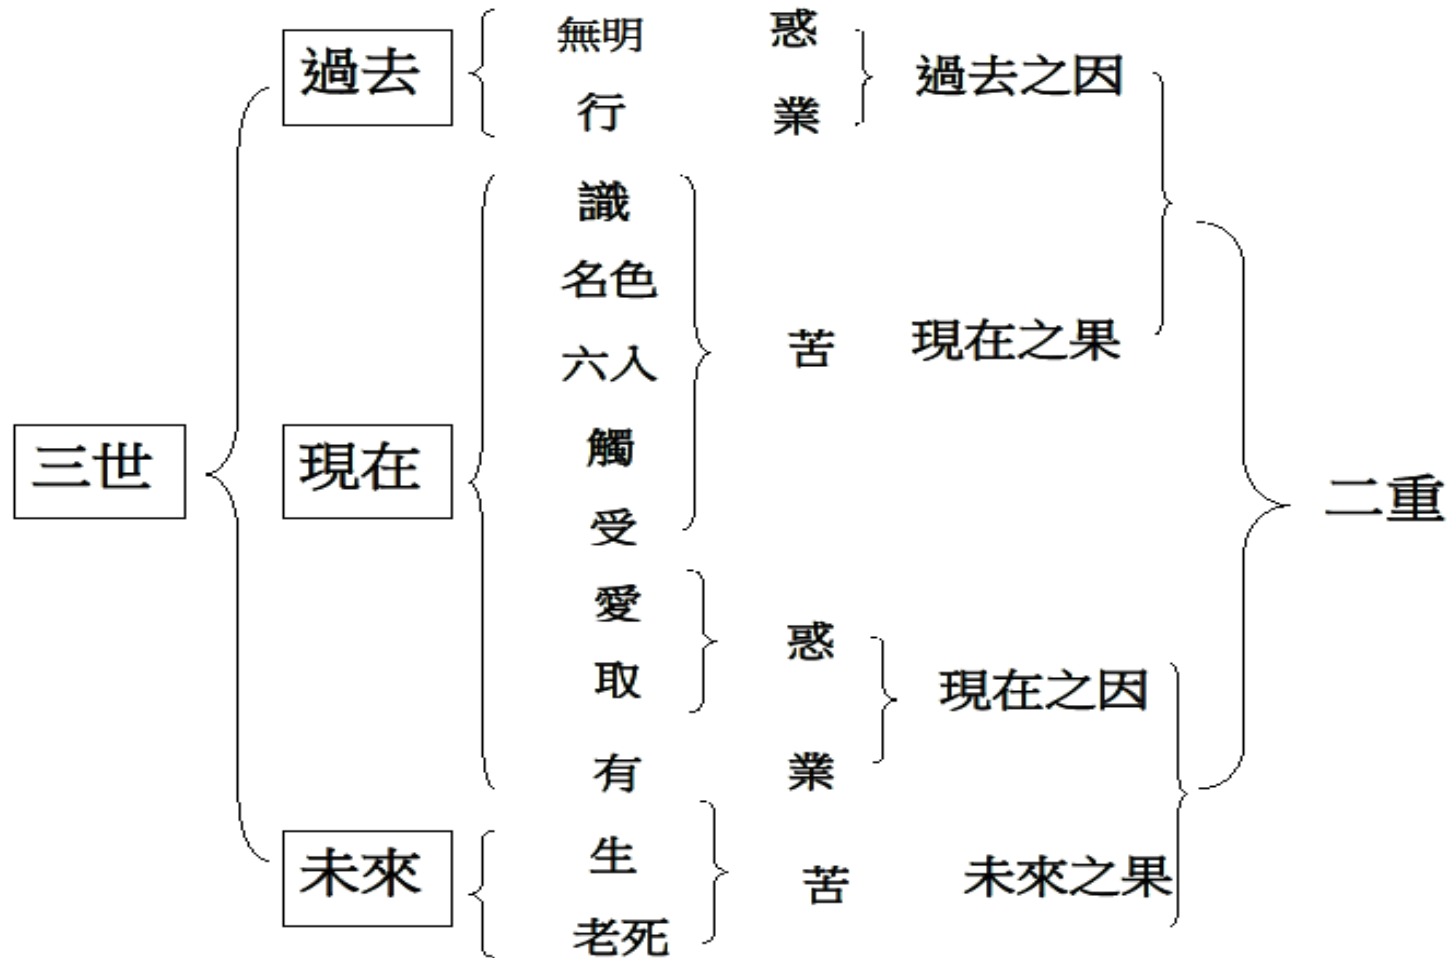 過去 無明 惑
行 業 過去之因
識
名色
六入 苦 現在之果
觸
三世 現在 受 二重
愛
取 惑 現在之因
有 業
未來 生 苦 未來之果
老死